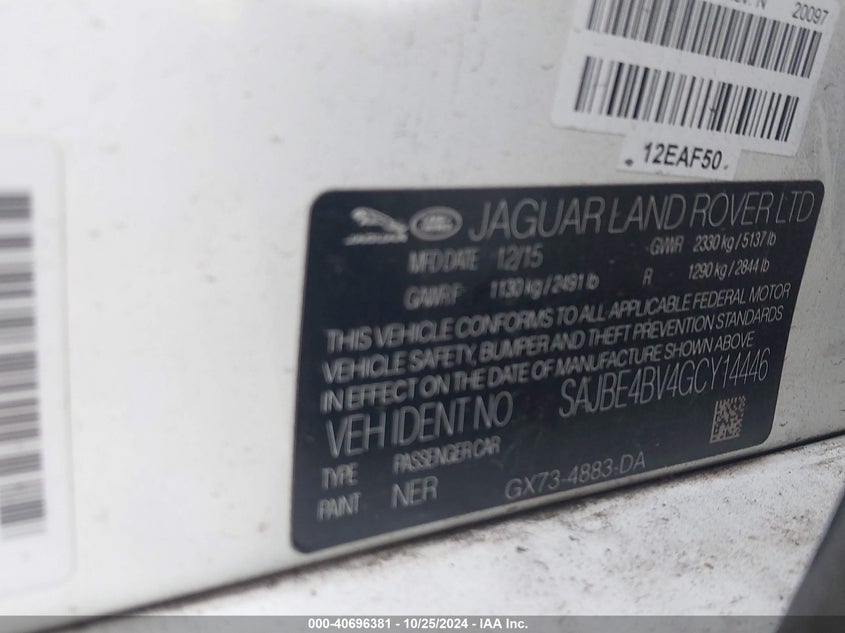 20097
12EAF50
JAGUAR LAND ROVER LTD
JAGUAR
MFD DATE 12/15 GVWR 2330 kg / 5137 lb
GAWR F 1130 kg / 2491 lb R 1290 kg / 2844 lb
THIS VEHICLE CONFORMS TO ALL APPLICABLE FEDERAL MOTOR
VEHICLE SAFETY, BUMPER AND THEFT PREVENTION STANDARDS
IN EFFECT ON THE DATE OF MANUFACTURE SHOWN ABOVE
VEH IDENT NO SAJBE4BV4GCY14446
TYPE PASSENGER CAR
PAINT NER GX73-4883-DA
000-40696381 - 10/25/2024 - IAA Inc.